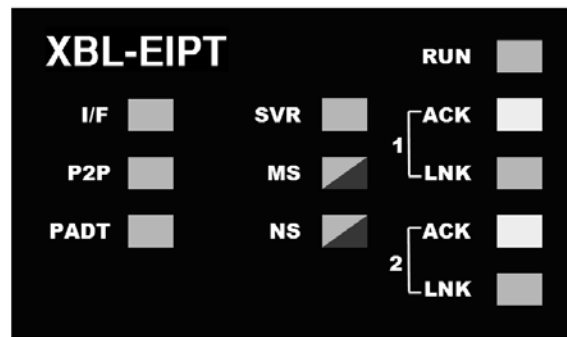 XBL-EIPT
RUN
I/F SVR ACK
1
P2P MS LNK
PADT NS ACK
2
LNK